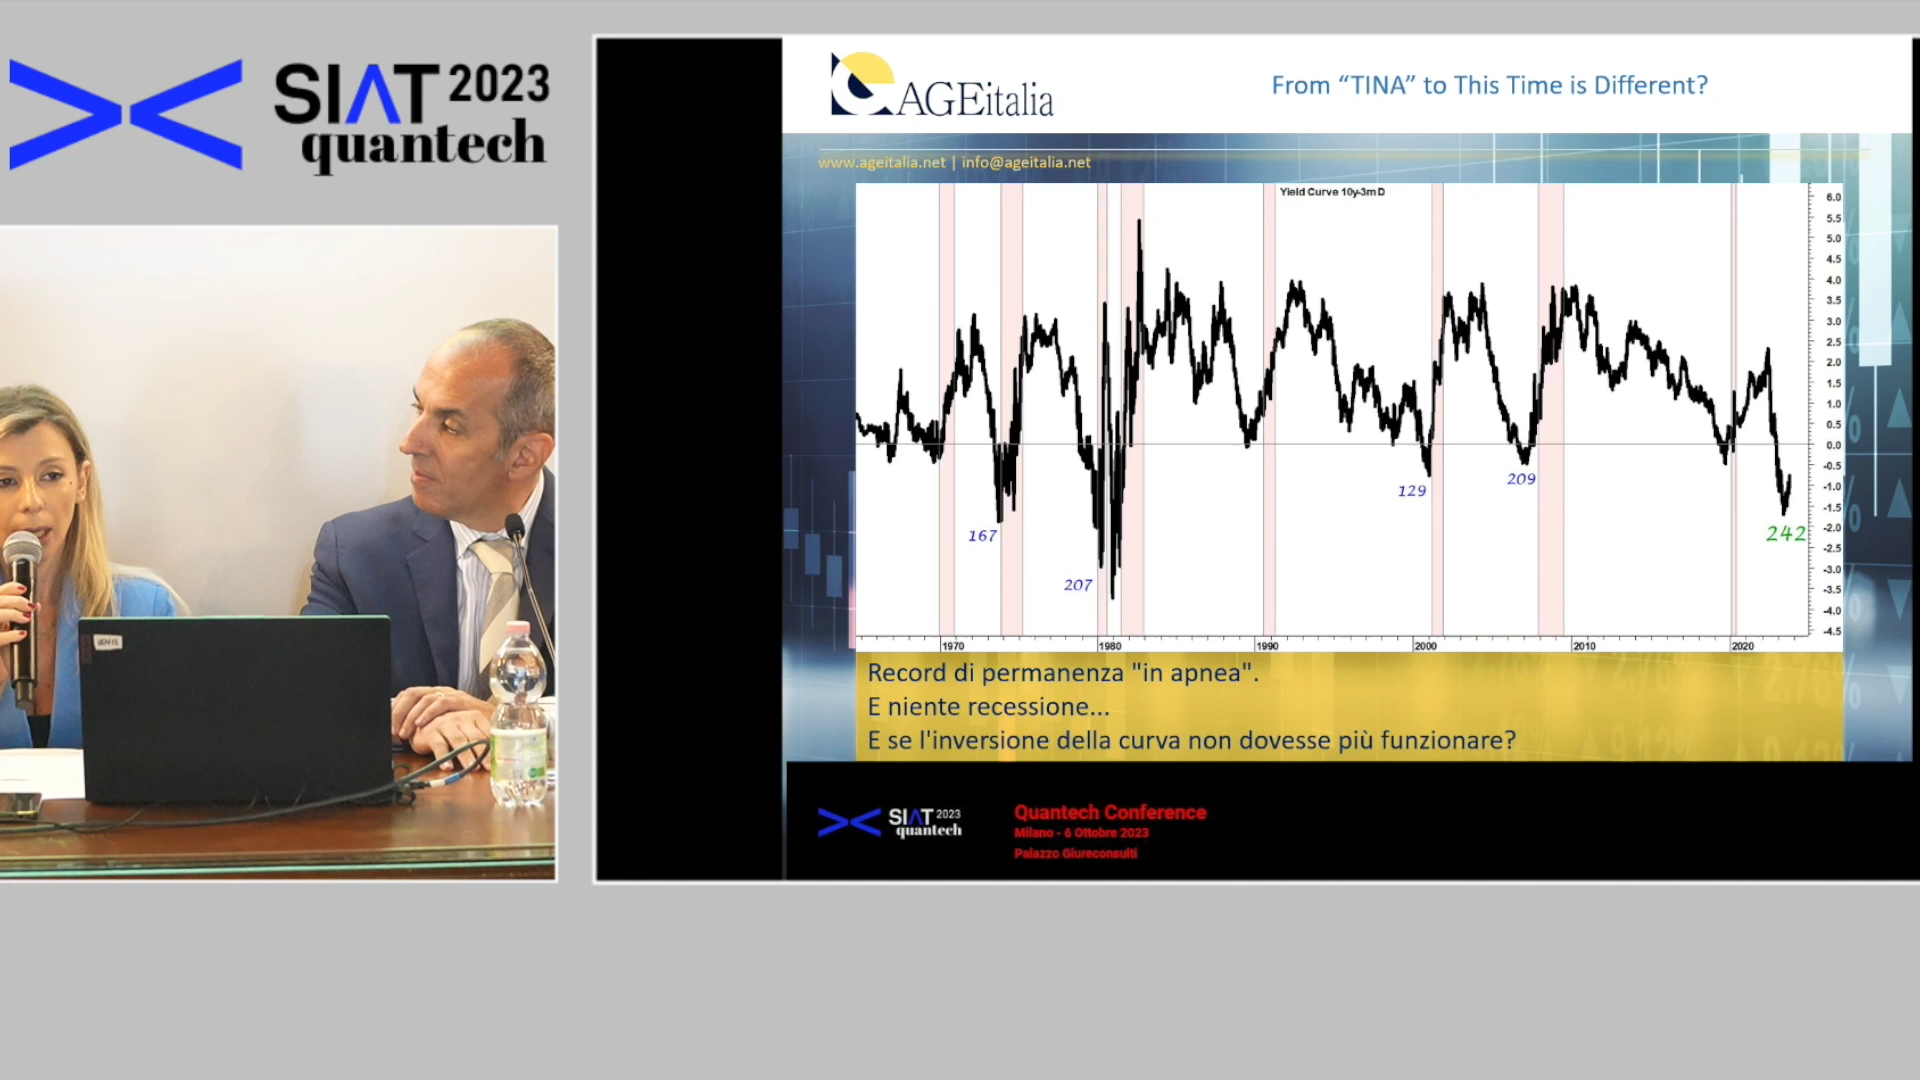 SIAT 2023
quantech
AGEitalia
From “TINA” to This Time is Different?
www.ageitalia.net | info@ageitalia.net
Yield Curve 10y-3m D
6.0
5.5
5.0
4.5
4.0
3.5
3.0
2.5
2.0
1.5
1.0
0.5
0.0
-0.5
-1.0
-1.5
-2.0
-2.5
-3.0
-3.5
-4.0
-4.5
167
207
129
209
242
1970
1980
1990
2000
2010
2020
Record di permanenza "in apnea".
E niente recessione...
E se l'inversione della curva non dovesse più funzionare?
SIAT 2023
quantech
Quantech Conference
Milano - 6 Ottobre 2023
Palazzo Giureconsulti